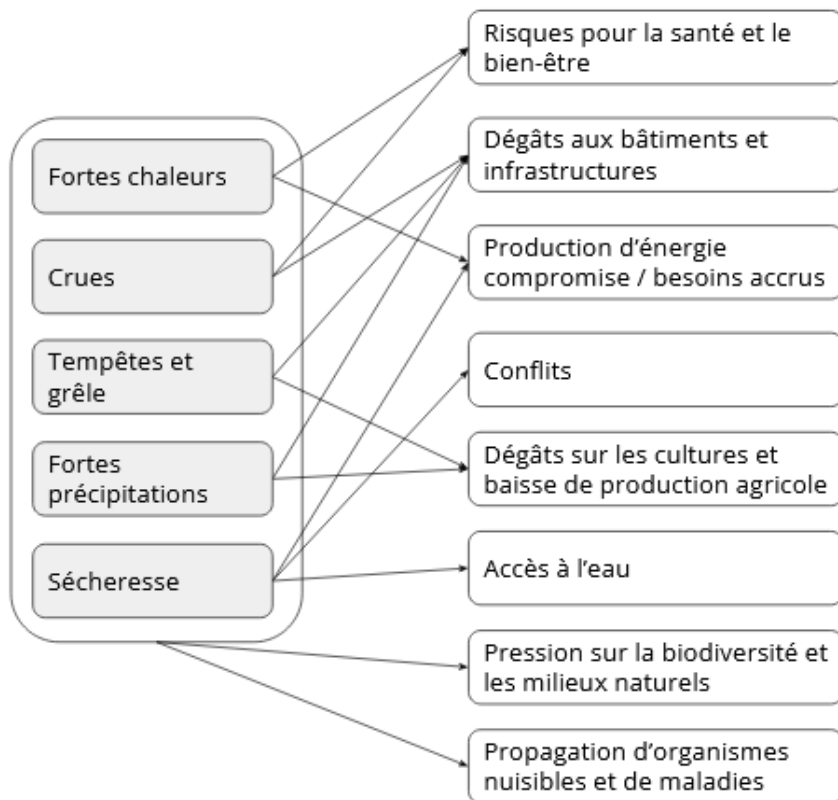 Fortes chaleurs
Crues
Tempêtes et
grêle
Fortes
précipitations
Sécheresse
Risques pour la santé et le
bien-être
Dégâts aux bâtiments et
infrastructures
Production d’énergie
compromise / besoins accrus
Conflits
Dégâts sur les cultures et
baisse de production agricole
Accès à l’eau
Pression sur la biodiversité et
les milieux naturels
Propagation d’organismes
nuisibles et de maladies